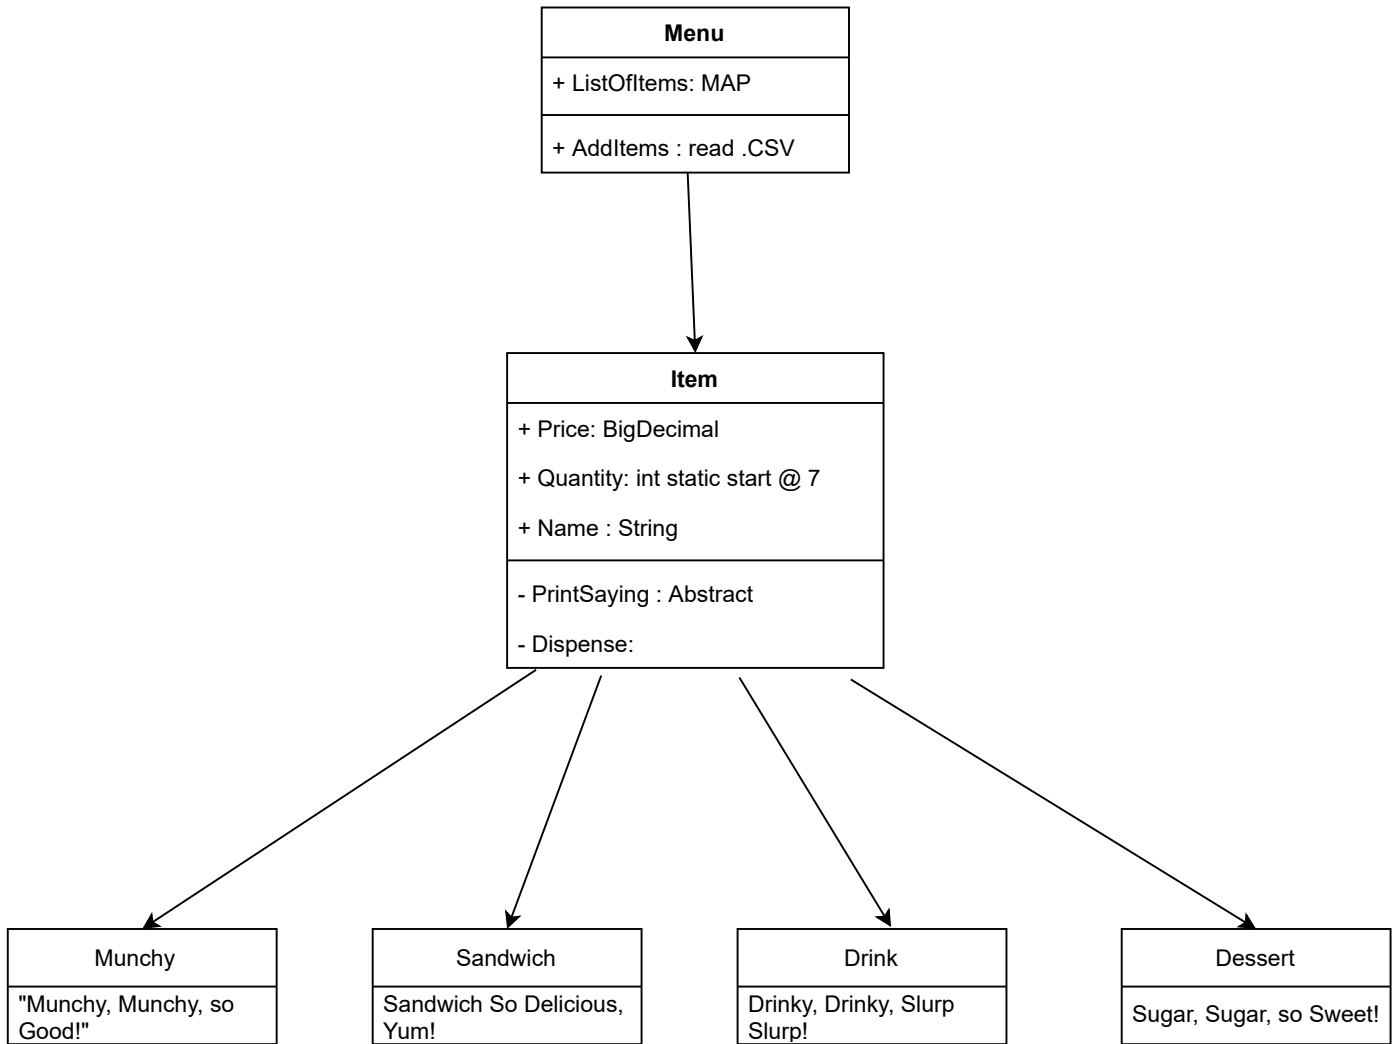 Menu
+ ListOfItems: MAP
+ AddItems : read .CSV
Item
+ Price: BigDecimal
+ Quantity: int static start @ 7
+ Name : String
- PrintSaying : Abstract
- Dispense:
Munchy
"Munchy, Munchy, so
Good!"
Sandwich
Sandwich So Delicious,
Yum!
Drink
Drinky, Drinky, Slurp
Slurp!
Dessert
Sugar, Sugar, so Sweet!